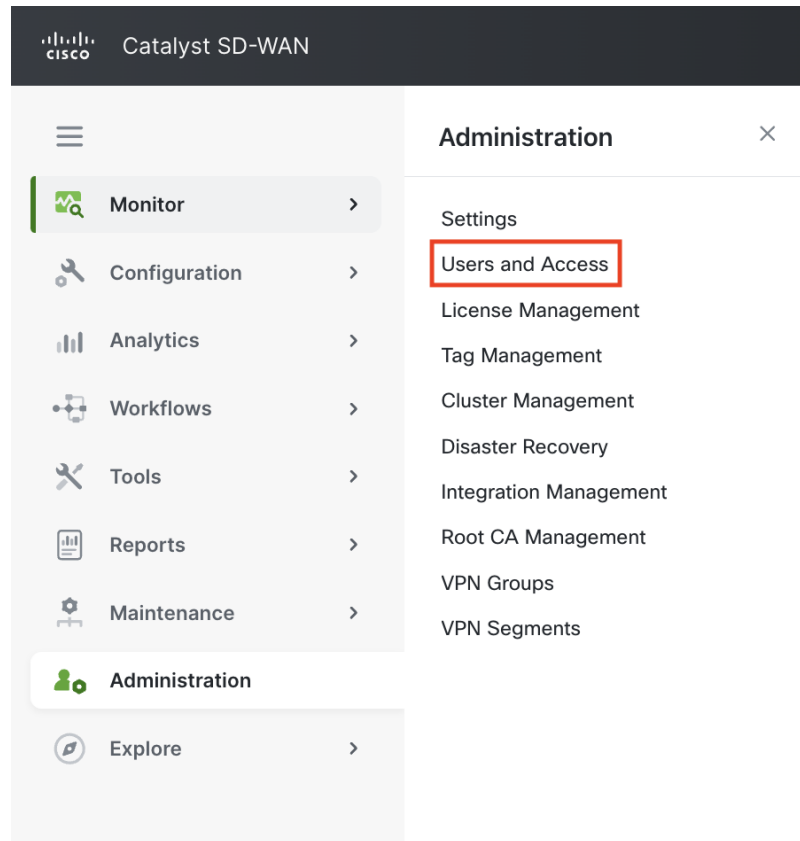 CISCO Catalyst SD-WAN
Monitor
Configuration
Analytics
Workflows
Tools
Reports
Maintenance
Administration
Explore
Administration
Settings
Users and Access
License Management
Tag Management
Cluster Management
Disaster Recovery
Integration Management
Root CA Management
VPN Groups
VPN Segments